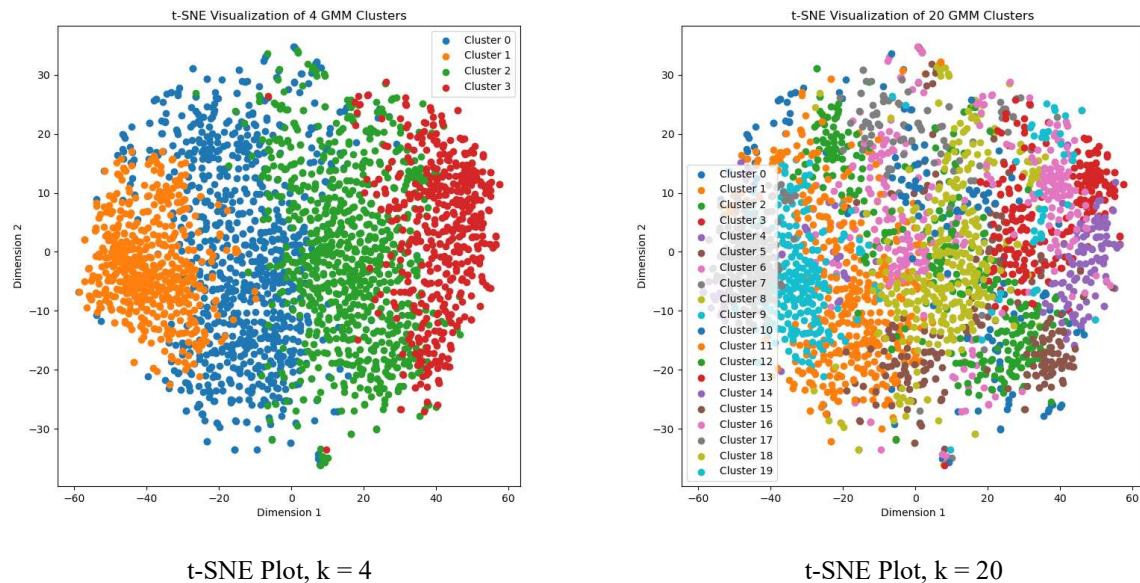 t-SNE Visualization of 4 GMM Clusters
Cluster 0
Cluster 1
Cluster 2
Cluster 3
30
20
10
0
−10
−20
−30
Dimension 2
−60 −40 −20 0 20 40 60
Dimension 1
t-SNE Plot, k = 4
t-SNE Visualization of 20 GMM Clusters
Cluster 0
Cluster 1
Cluster 2
Cluster 3
Cluster 4
Cluster 5
Cluster 6
Cluster 7
Cluster 8
Cluster 9
Cluster 10
Cluster 11
Cluster 12
Cluster 13
Cluster 14
Cluster 15
Cluster 16
Cluster 17
Cluster 18
Cluster 19
30
20
10
0
−10
−20
−30
Dimension 2
−60 −40 −20 0 20 40 60
Dimension 1
t-SNE Plot, k = 20